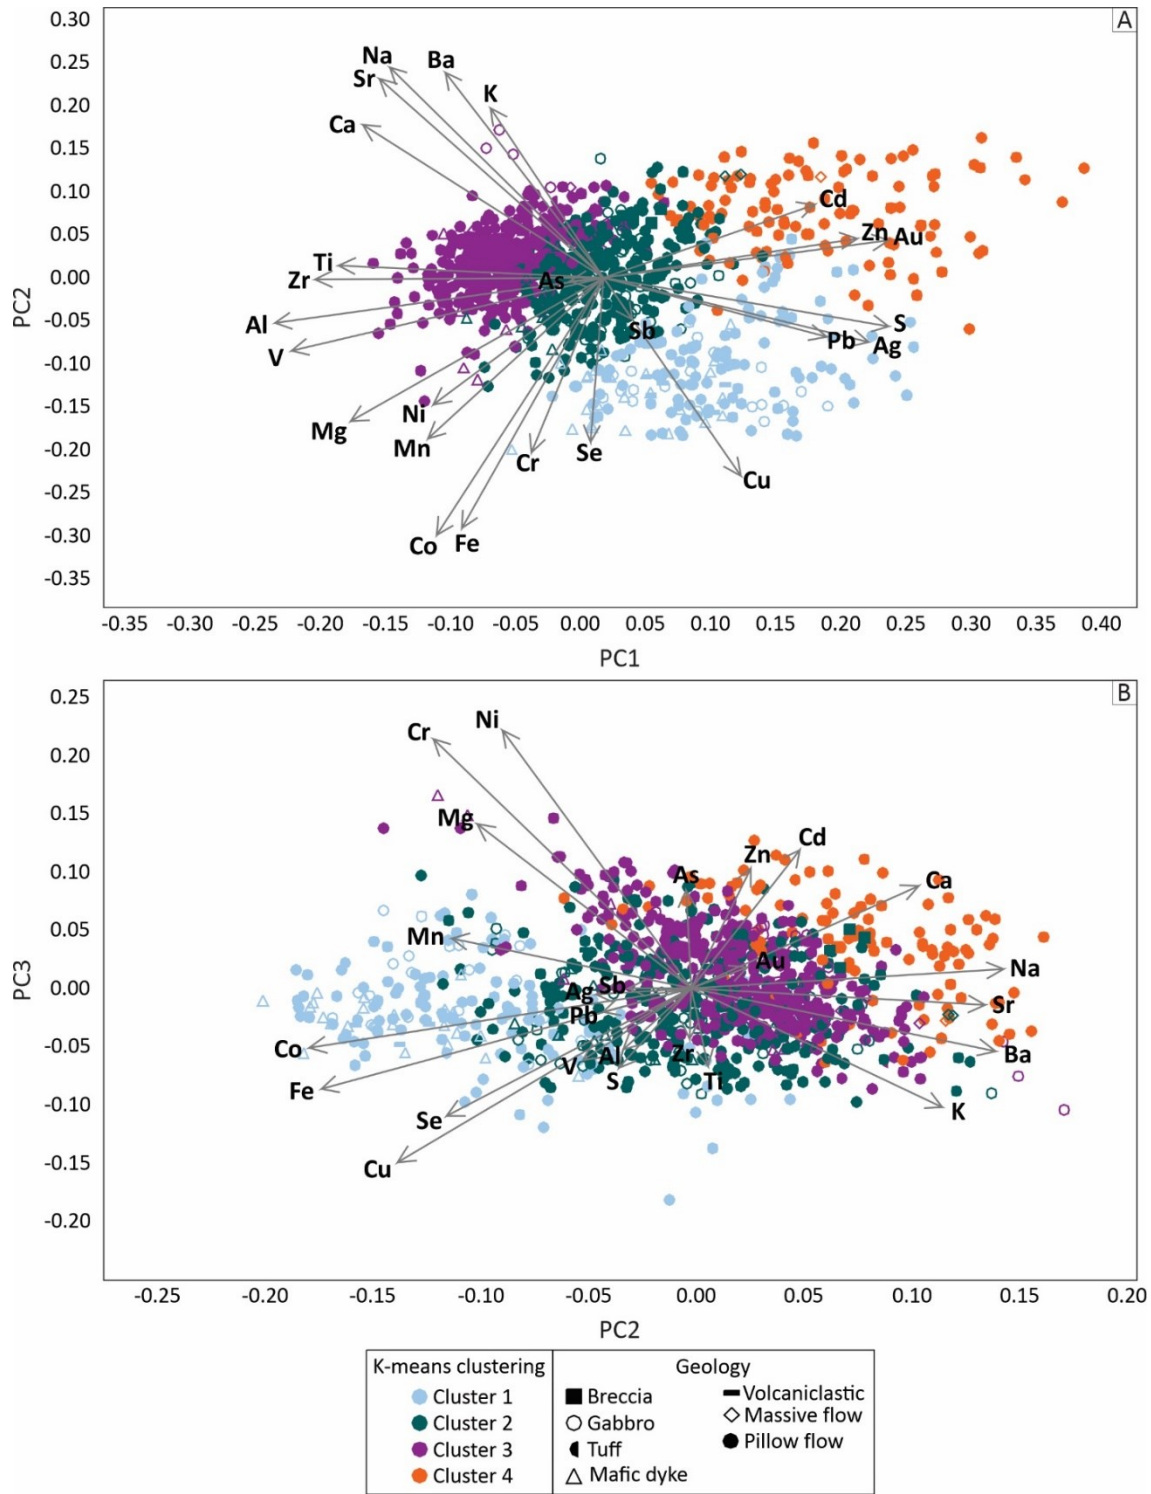 A
0.30
0.25
0.20
0.15
0.10
0.05
0.00
-0.05
-0.10
-0.15
-0.20
-0.25
-0.30
-0.35
PC2
Na
Ba
Sr
K
Ca
Cd
Zn
Au
Ti
Zr
As
Al
Sb
S
V
Pb
Ag
Ni
Mg
Mn
Cr
Se
Cu
Co
Fe
-0.35 -0.30 -0.25 -0.20 -0.15 -0.10 -0.05 0.00 0.05 0.10 0.15 0.20 0.25 0.30 0.35 0.40
PC1
B
0.25
0.20
0.15
0.10
0.05
0.00
-0.05
-0.10
-0.15
-0.20
PC3
Ni
Cr
Mg
Cd
Zn
As
Ca
Mn
Au
Na
Sb
Ag
Sr
Pb
Co
Al
Zr
Ba
V
S
Ti
Fe
K
Se
Cu
-0.25 -0.20 -0.15 -0.10 -0.05 0.00 0.05 0.10 0.15 0.20
PC2
K-means clustering
Cluster 1
Cluster 2
Cluster 3
Cluster 4
Geology
Breccia
Gabbro
Tuff
Mafic dyke
Volcaniclastic
Massive flow
Pillow flow